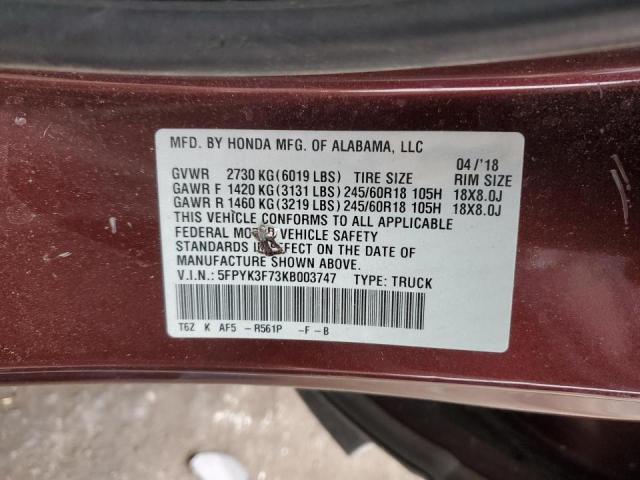 MFD. BY HONDA MFG. OF ALABAMA, LLC
04/'18
GVWR 2730 KG(6019 LBS) TIRE SIZE RIM SIZE
GAWR F 1420 KG(3131 LBS) 245/60R18 105H 18X8.0J
GAWR R 1460 KG(3219 LBS) 245/60R18 105H 18X8.0J
THIS VEHICLE CONFORMS TO ALL APPLICABLE
FEDERAL VEHICLE SAFETY
STANDARDS ON THE DATE OF
MANUFACTURE SHOWN ABOVE.
V.I.N.: 5FPYK3F73KB003747 TYPE: TRUCK
T6Z K AF5 -R561P -F -B